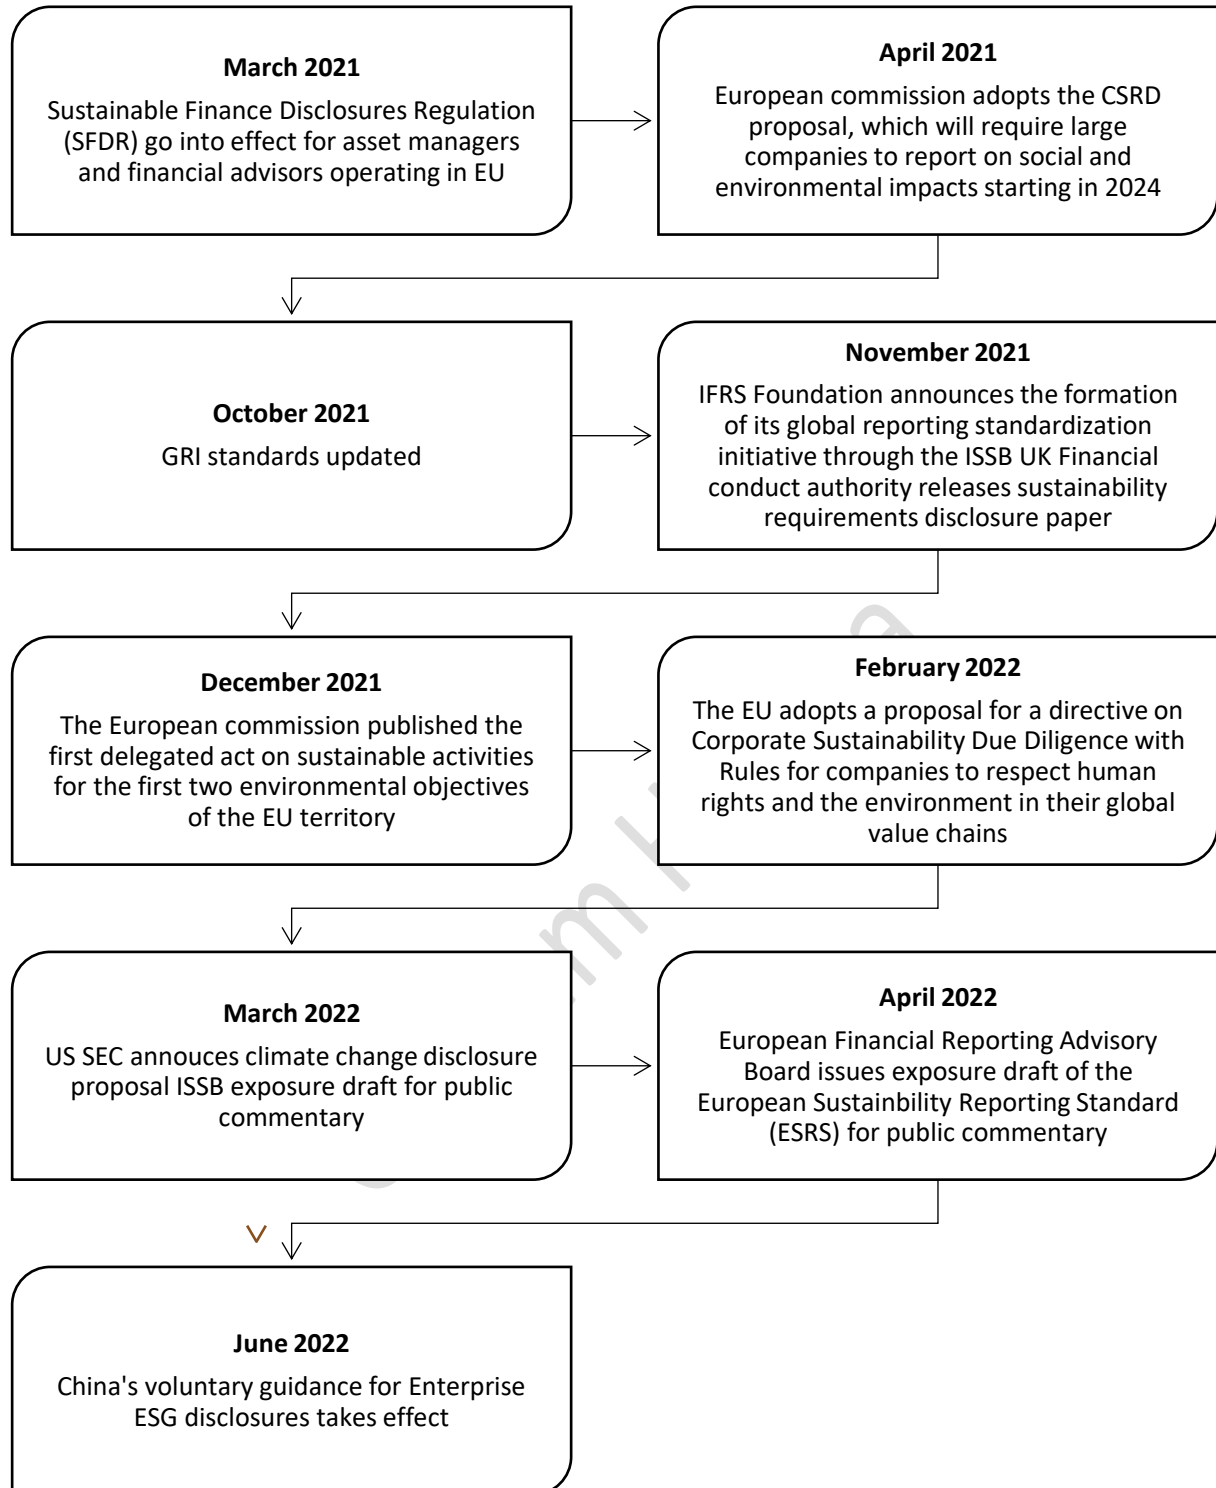 March 2021
Sustainable Finance Disclosures Regulation
(SFDR) go into effect for asset managers
and financial advisors operating in EU
April 2021
European commission adopts the CSRD
proposal, which will require large
companies to report on social and
environmental impacts starting in 2024
October 2021
GRI standards updated
November 2021
IFRS Foundation announces the formation
of its global reporting standardization
initiative through the ISSB UK Financial
conduct authority releases sustainability
requirements disclosure paper
December 2021
The European commission published the
first delegated act on sustainable activities
for the first two environmental objectives
of the EU territory
February 2022
The EU adopts a proposal for a directive on
Corporate Sustainability Due Diligence with
Rules for companies to respect human
rights and the environment in their global
value chains
March 2022
US SEC annouces climate change disclosure
proposal ISSB exposure draft for public
commentary
April 2022
European Financial Reporting Advisory
Board issues exposure draft of the
European Sustainbility Reporting Standard
(ESRS) for public commentary
June 2022
China's voluntary guidance for Enterprise
ESG disclosures takes effect